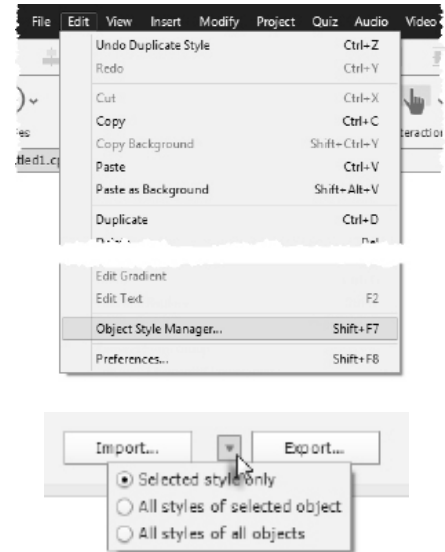 File Edit View Insert Modify Project Quiz Audio Video
Undo Duplicate Style Ctrl+Z
Redo Ctrl+Y
Cut Ctrl+X
Copy Ctrl+C
Copy Background Shift+Ctrl+Y
Paste Ctrl+V
Paste as Background Shift+Alt+V
Duplicate Ctrl+D
Edit Gradient
Edit Text F2
Object Style Manager... Shift+F7
Preferences... Shift+F8
Import... Export...
Selected style only
All styles of selected object
All styles of all objects